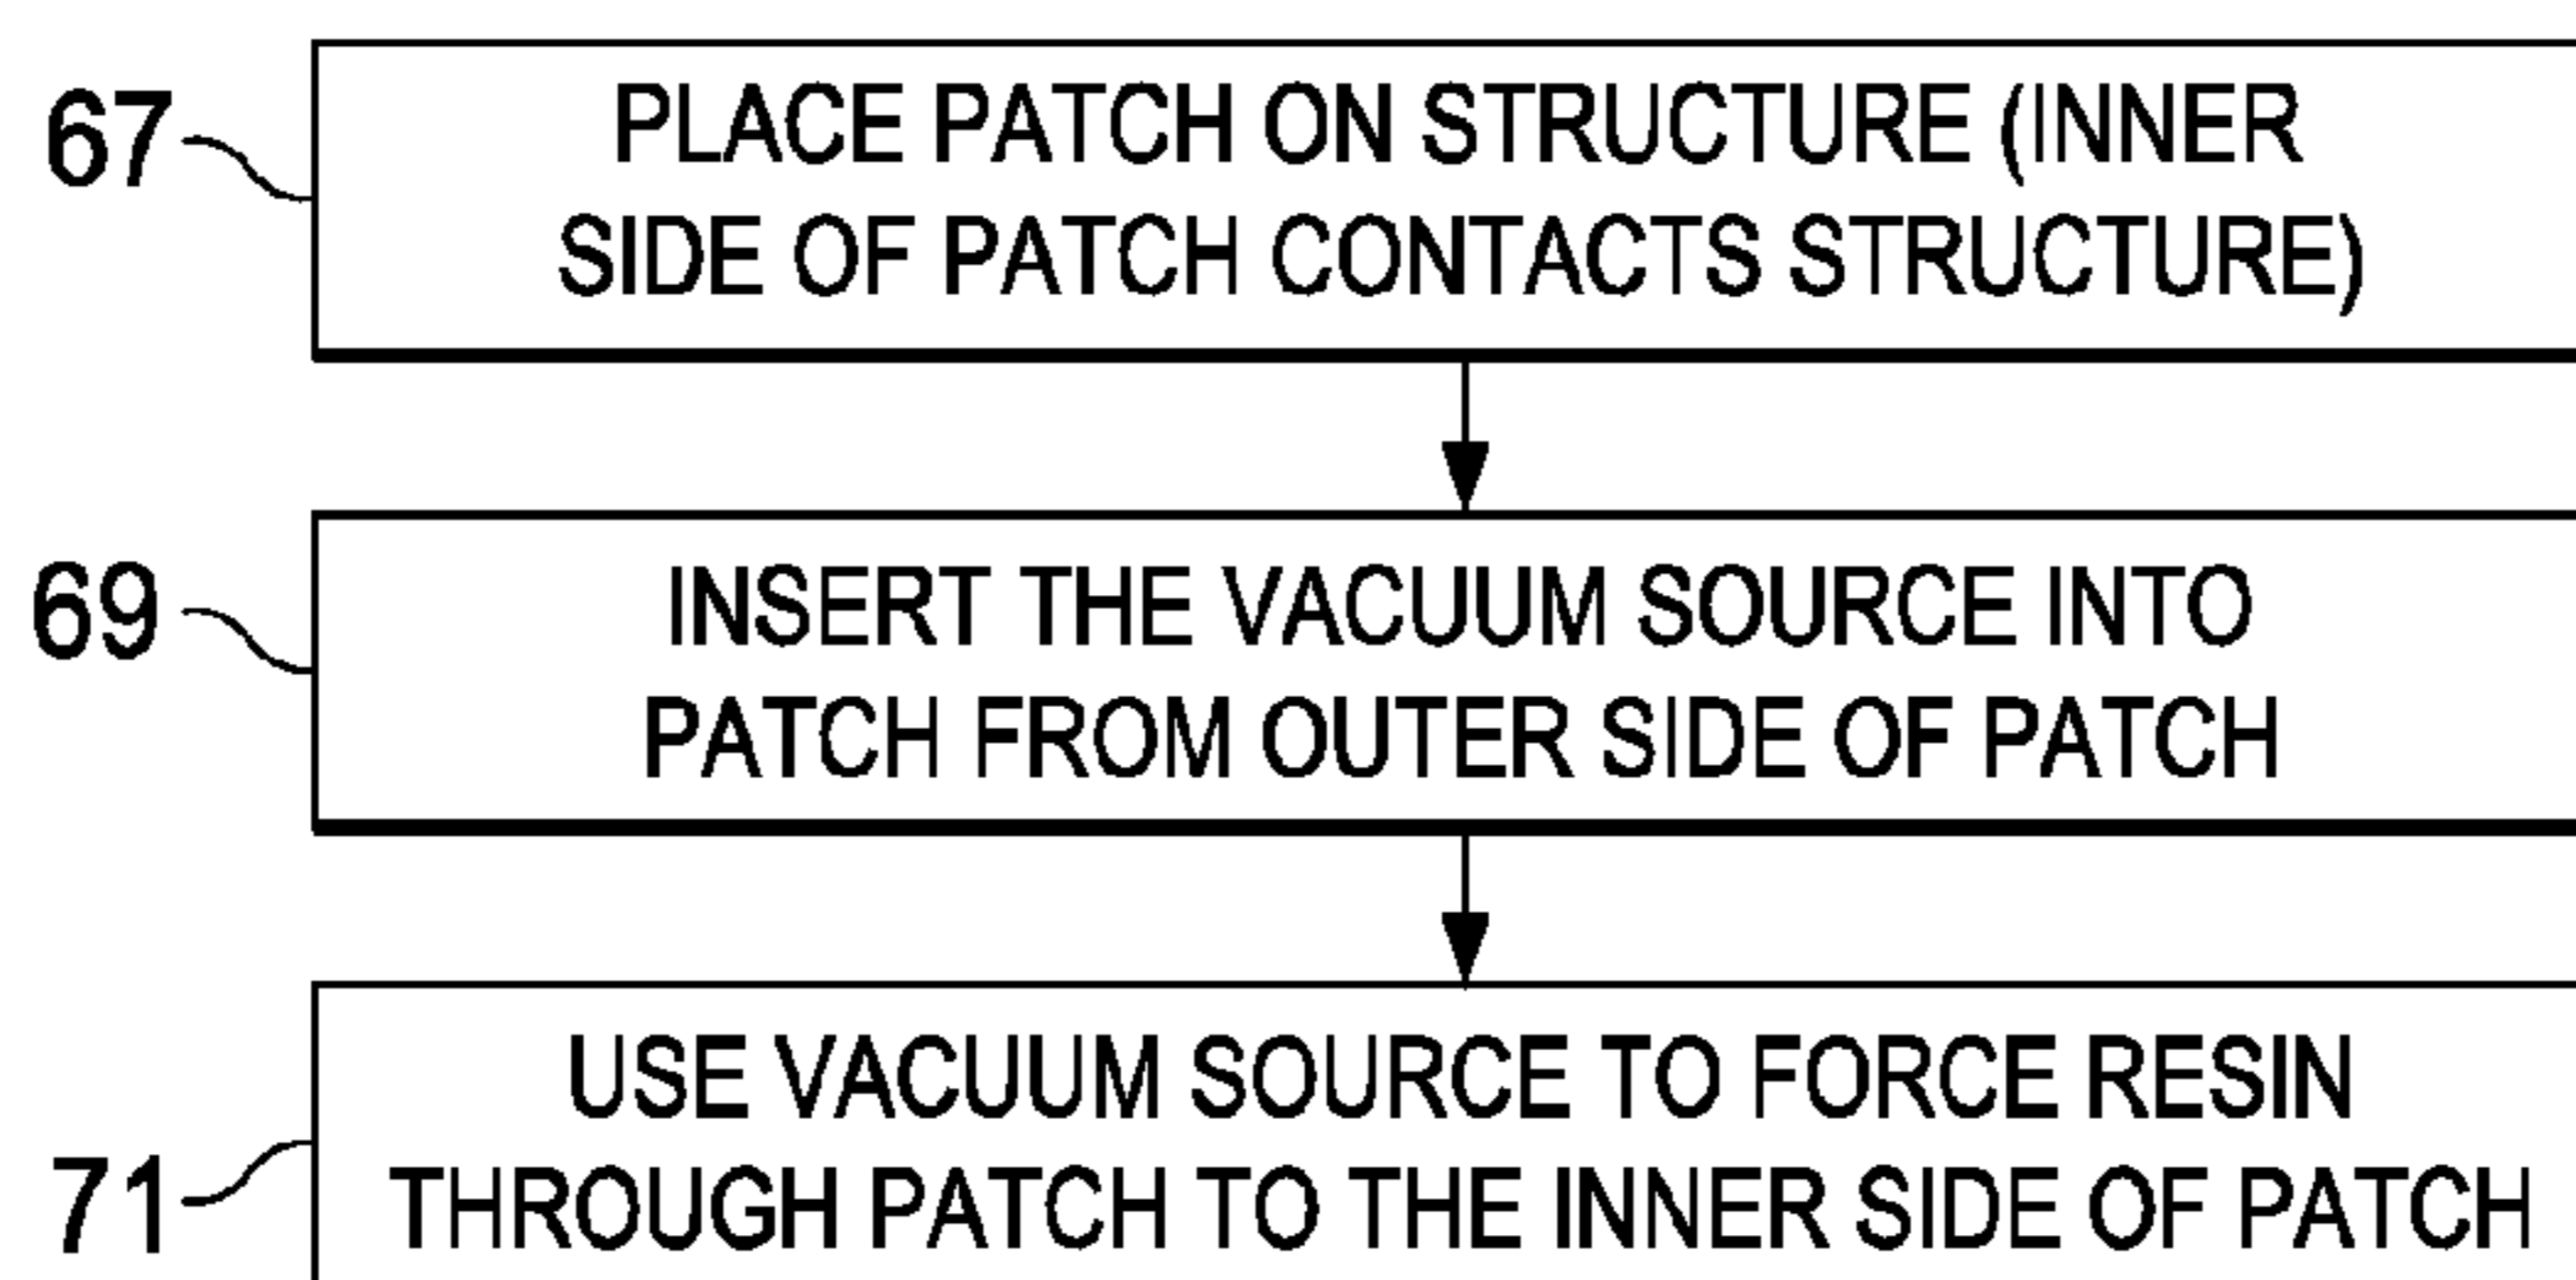 67
PLACE PATCH ON STRUCTURE (INNER
SIDE OF PATCH CONTACTS STRUCTURE)
69
INSERT THE VACUUM SOURCE INTO
PATCH FROM OUTER SIDE OF PATCH
71
USE VACUUM SOURCE TO FORCE RESIN
THROUGH PATCH TO THE INNER SIDE OF PATCH